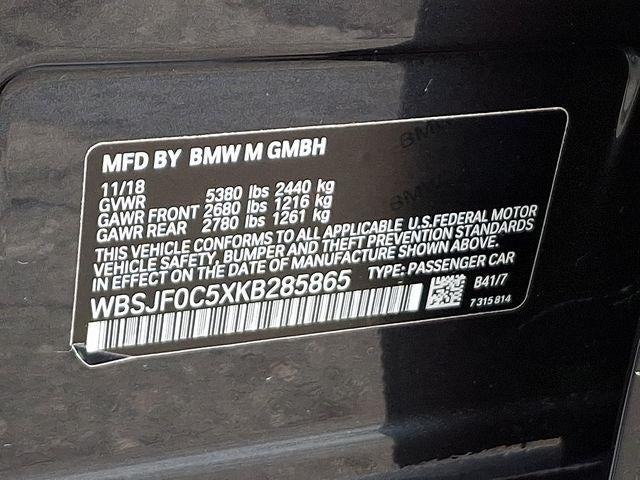 MFD BY BMW M GMBH
11/18
GVWR 5380 lbs 2440 kg
GAWR FRONT 2680 lbs 1216 kg
GAWR REAR 2780 lbs 1261 kg
THIS VEHICLE CONFORMS TO ALL APPLICABLE U.S.FEDERAL MOTOR
VEHICLE SAFETY, BUMPER AND THEFT PREVENTION STANDARDS
IN EFFECT ON THE DATE OF MANUFACTURE SHOWN ABOVE.
WBSJF0C5XKB285865 TYPE: PASSENGER CAR
B41/7
7 315 814
BMW
BMW